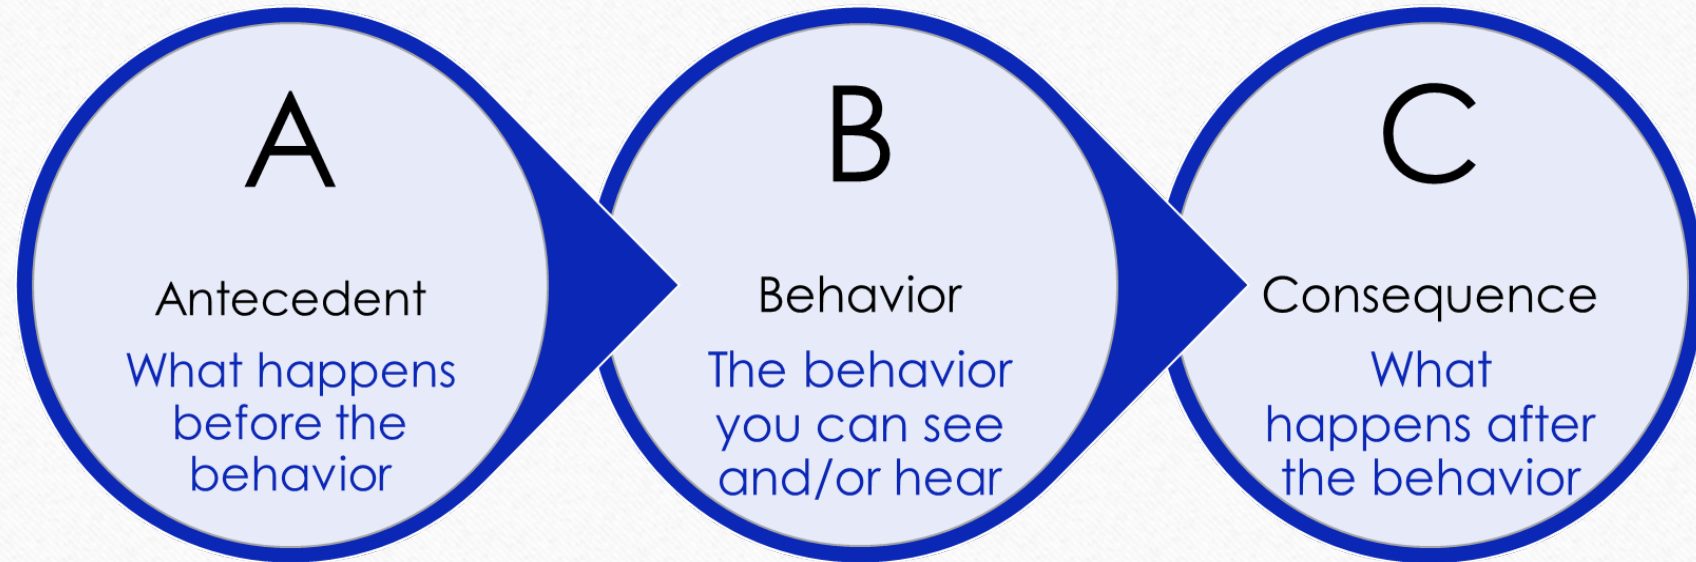 A
Antecedent
What happens
before the
behavior
B
Behavior
The behavior
you can see
and/or hear
C
Consequence
What
happens after
the behavior